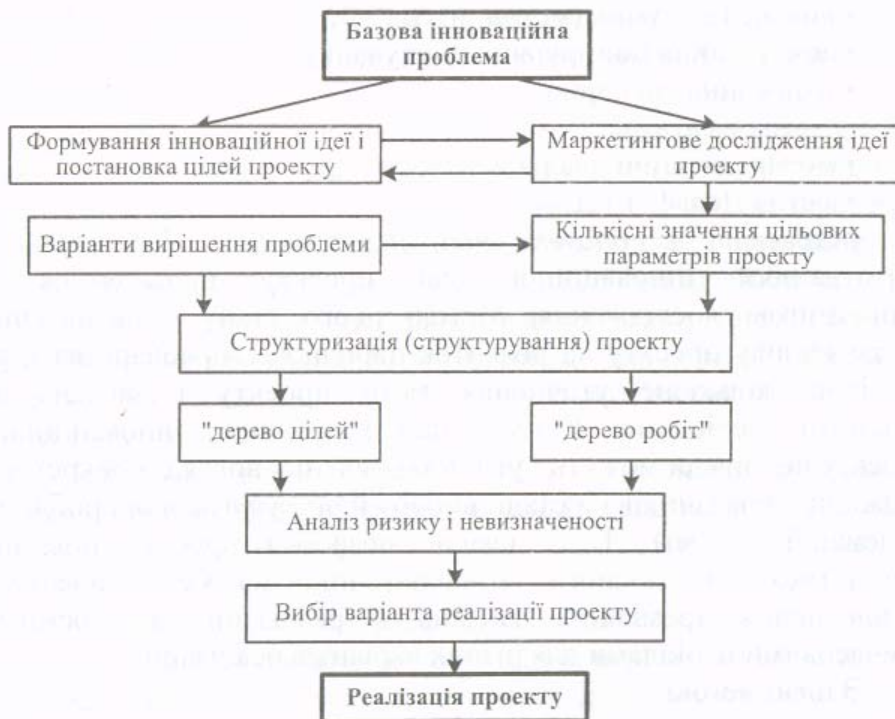 Базова інноваційна
проблема
Формування інноваційної ідеї і
постановка цілей проекту
Маркетингове дослідження ідеї
проекту
Варіанти вирішення проблеми
Кількісні значення цільових
параметрів проекту
Структуризація (структурування) проекту
"дерево цілей"
"дерево робіт"
Аналіз ризику і невизначеності
Вибір варіанта реалізації проекту
Реалізація проекту